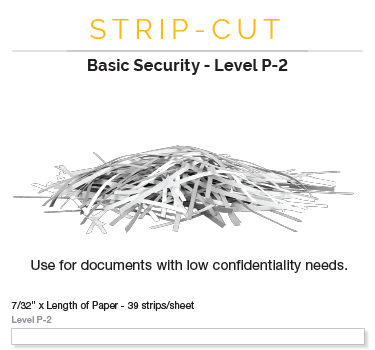 STRIP-CUT
Basic Security - Level P-2
Use for documents with low confidentiality needs.
7/32" x Length of Paper - 39 strips/sheet
Level P-2